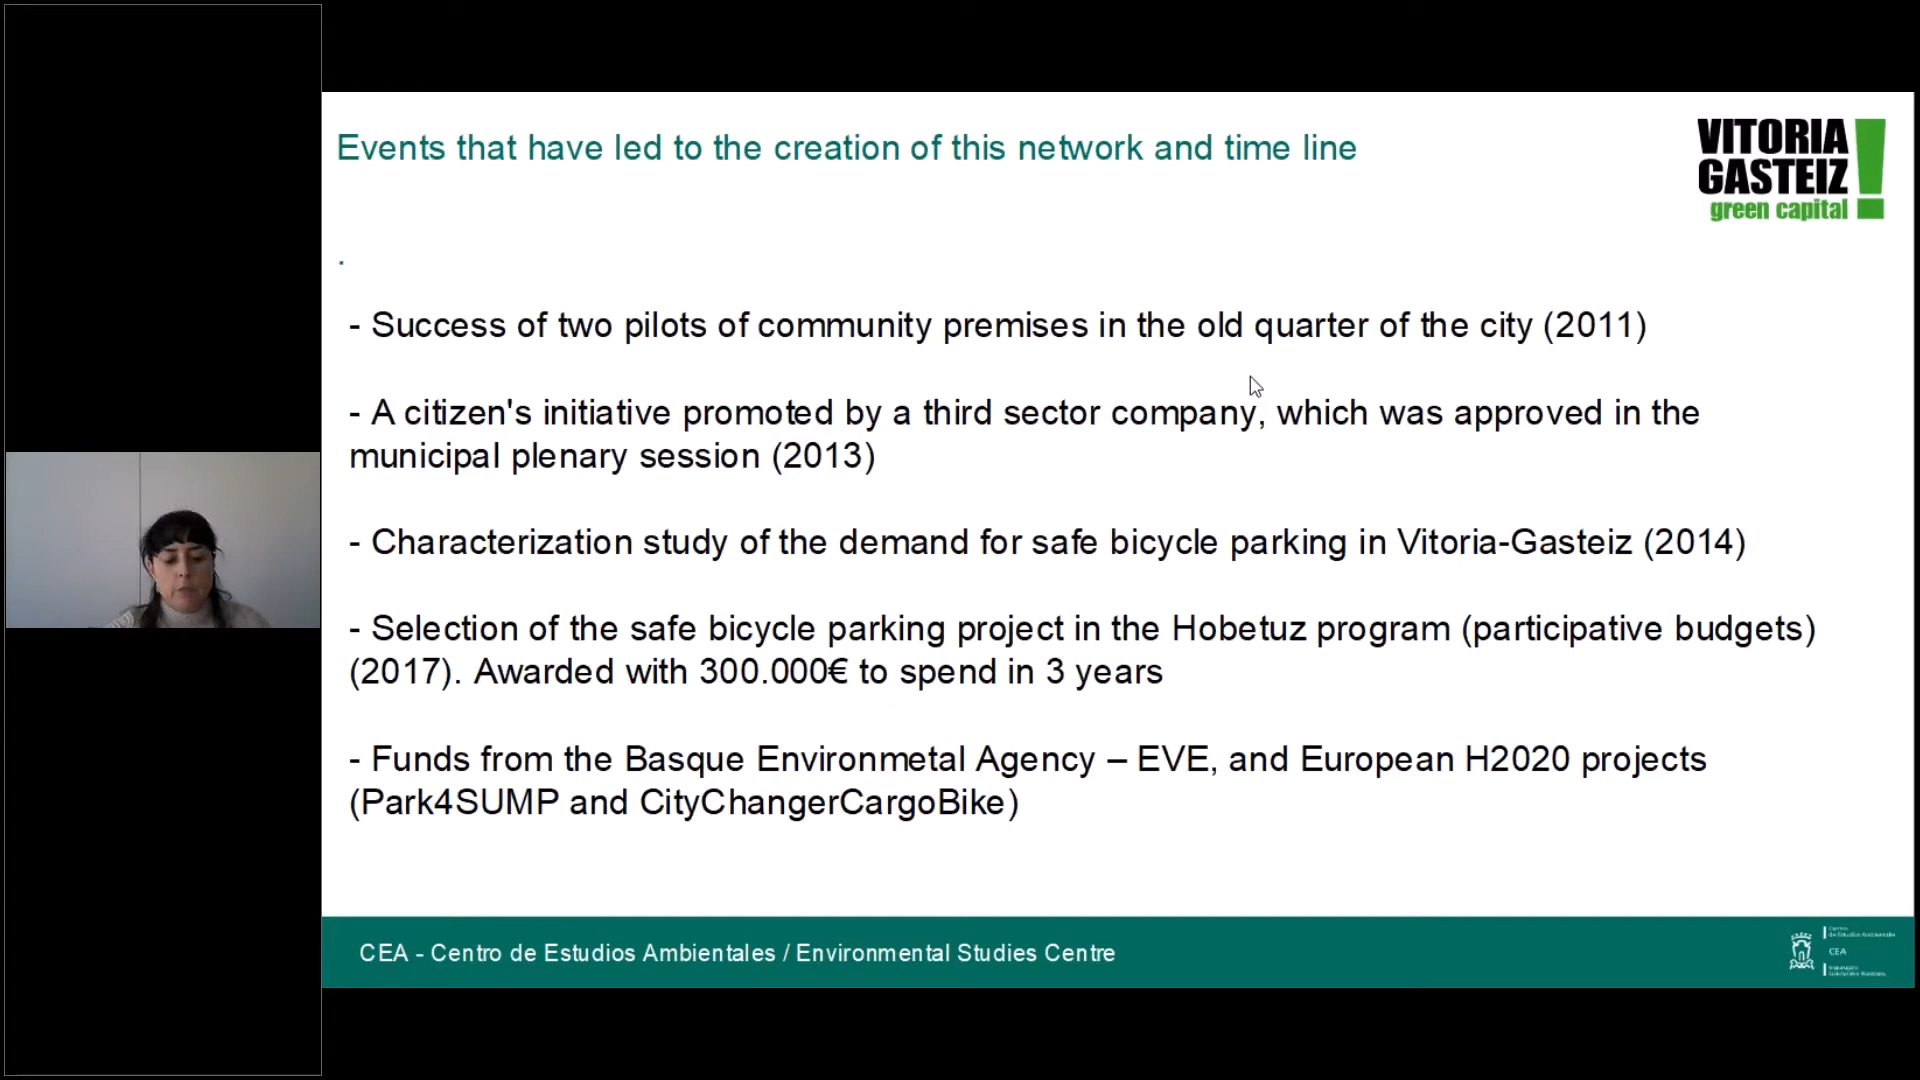 Events that have led to the creation of this network and time line
VITORIA
GASTEIZ
green capital
.
- Success of two pilots of community premises in the old quarter of the city (2011)
- A citizen's initiative promoted by a third sector company, which was approved in the
municipal plenary session (2013)
- Characterization study of the demand for safe bicycle parking in Vitoria-Gasteiz (2014)
- Selection of the safe bicycle parking project in the Hobetuz program (participative budgets)
(2017). Awarded with 300.000€ to spend in 3 years
- Funds from the Basque Environmetal Agency – EVE, and European H2020 projects
(Park4SUMP and CityChangerCargoBike)
CEA - Centro de Estudios Ambientales / Environmental Studies Centre
Centro
de Estudios Ambientales
CEA